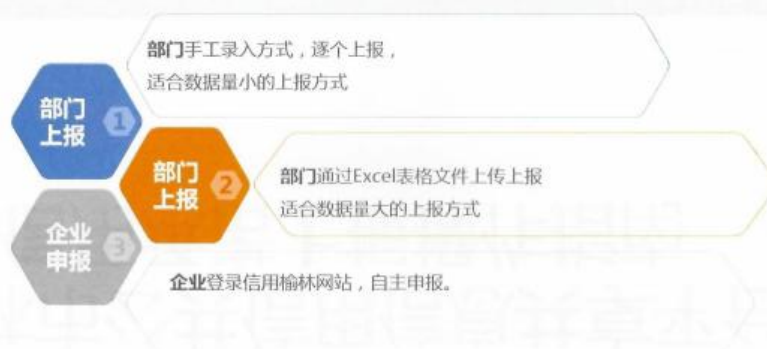 部门
上报
1
部门手工录入方式，逐个上报，
适合数据量小的上报方式
部门
上报
2
部门通过Excel表格文件上传上报
适合数据量大的上报方式
企业
申报
3
企业登录信用榆林网站，自主申报。